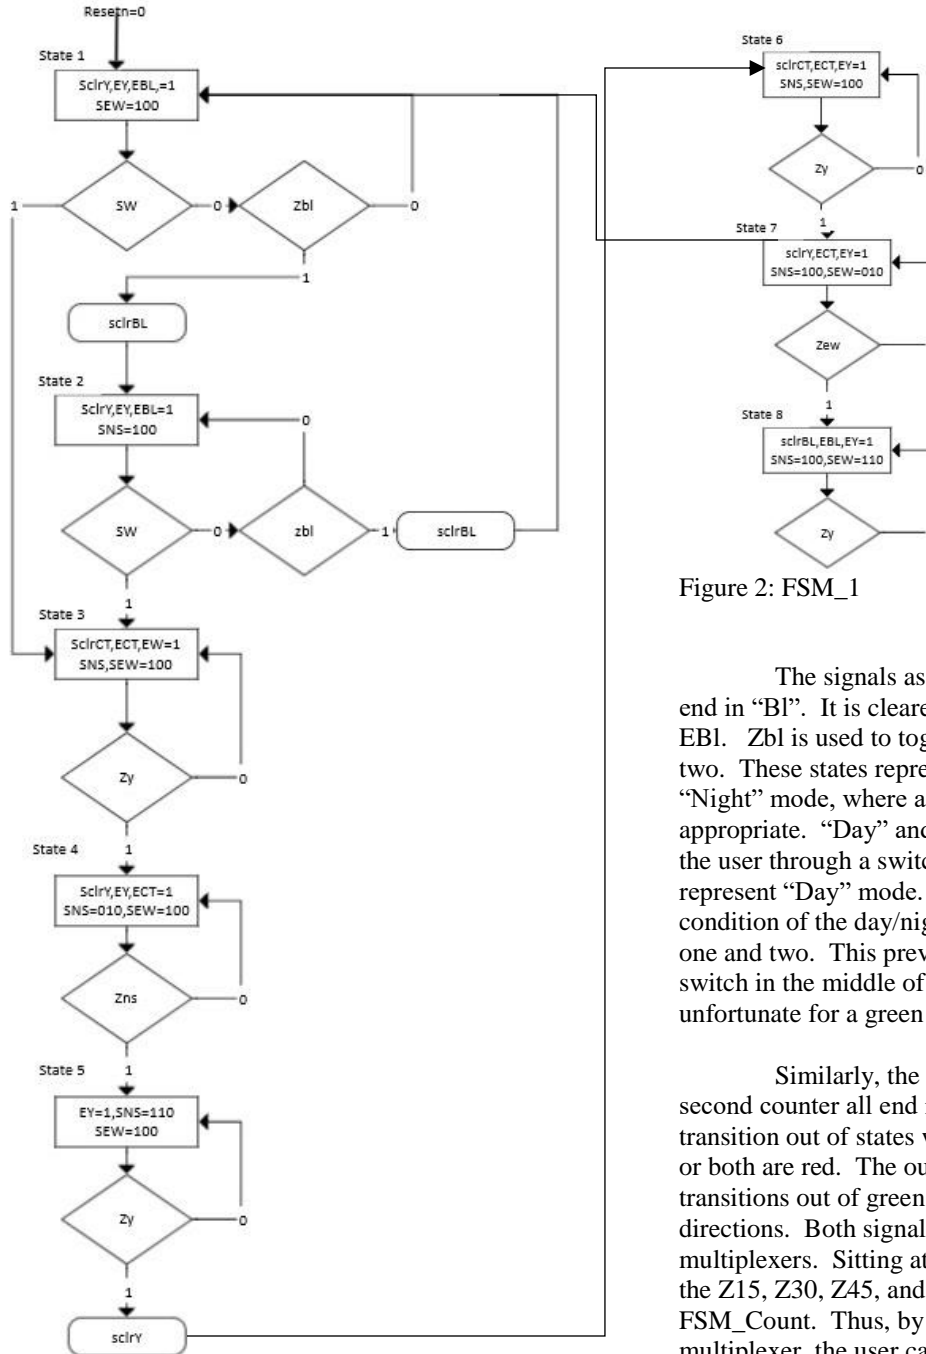 Resetn=0
State 1
SclrY,EY,EBL,=1
SEW=100
SW
1
0
Zbl
0
1
sclrBL
State 2
SclrY,EY,EBL=1
SNS=100
0
SW
0
zbl
1
sclrBL
1
State 3
SclrCT,ECT,EW=1
SNS,SEW=100
Zy
0
1
State 4
SclrY,EY,ECT=1
SNS=010,SEW=100
Zns
0
1
State 5
EY=1,SNS=110
SEW=100
Zy
0
1
sclrY
State 6
sclrCT,ECT,EY=1
SNS,SEW=100
Zy
0
1
State 7
sclrY,ECT,EY=1
SNS=100,SEW=010
Zew
1
State 8
sclrBL,EBL,EY=1
SNS=100,SEW=110
Zy
Figure 2: FSM_1
The signals as
end in “Bl”. It is cleare
EBl. Zbl is used to tog
two. These states repre
“Night” mode, where a
appropriate. “Day” and
the user through a switc
represent “Day” mode.
condition of the day/nig
one and two. This prev
switch in the middle of
unfortunate for a green
Similarly, the
second counter all end
transition out of states
or both are red. The ou
transitions out of green
directions. Both signal
multiplexers. Sitting at
the Z15, Z30, Z45, and
FSM_Count. Thus, by
multiplexer, the user ca